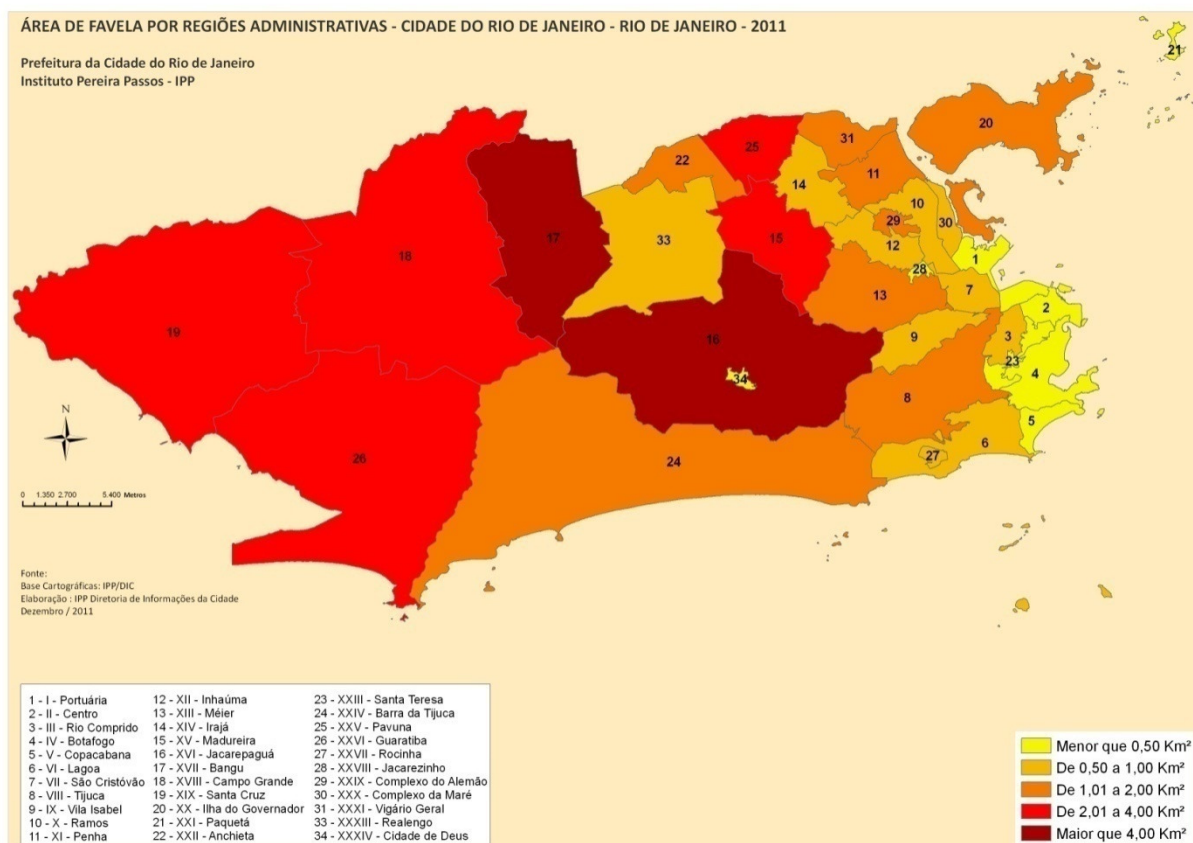 ÁREA DE FAVELA POR REGIÕES ADMINISTRATIVAS - CIDADE DO RIO DE JANEIRO - RIO DE JANEIRO - 2011
Prefeitura da Cidade do Rio de Janeiro
Instituto Pereira Passos - IPP
21
20
31
25
22
11
14
10
29
30
33
15
12
17
1
18
28
7
13
2
19
16
9
3
23
4
34
8
5
6
27
24
26
N
0 1.350 2.700 5.400 Metros
Fonte:
Base Cartográficas: IPP/DIC
Elaboração : IPP Diretoria de Informações da Cidade
Dezembro / 2011
1 - I - Portuária
2 - II - Centro
3 - III - Rio Comprido
4 - IV - Botafogo
5 - V - Copacabana
6 - VI - Lagoa
7 - VII - São Cristóvão
8 - VIII - Tijuca
9 - IX - Vila Isabel
10 - X - Ramos
11 - XI - Penha
12 - XII - Inhaúma
13 - XIII - Méier
14 - XIV - Irajá
15 - XV - Madureira
16 - XVI - Jacarepaguá
17 - XVII - Bangu
18 - XVIII - Campo Grande
19 - XIX - Santa Cruz
20 - XX - Ilha do Governador
21 - XXI - Paquetá
22 - XXII - Anchieta
23 - XXIII - Santa Teresa
24 - XXIV - Barra da Tijuca
25 - XXV - Pavuna
26 - XXVI - Guaratiba
27 - XXVII - Rocinha
28 - XXVIII - Jacarezinho
29 - XXIX - Complexo do Alemão
30 - XXX - Complexo da Maré
31 - XXXI - Vigário Geral
33 - XXXIII - Realengo
34 - XXXIV - Cidade de Deus
Menor que 0,50 Km²
De 0,50 a 1,00 Km²
De 1,01 a 2,00 Km²
De 2,01 a 4,00 Km²
Maior que 4,00 Km²